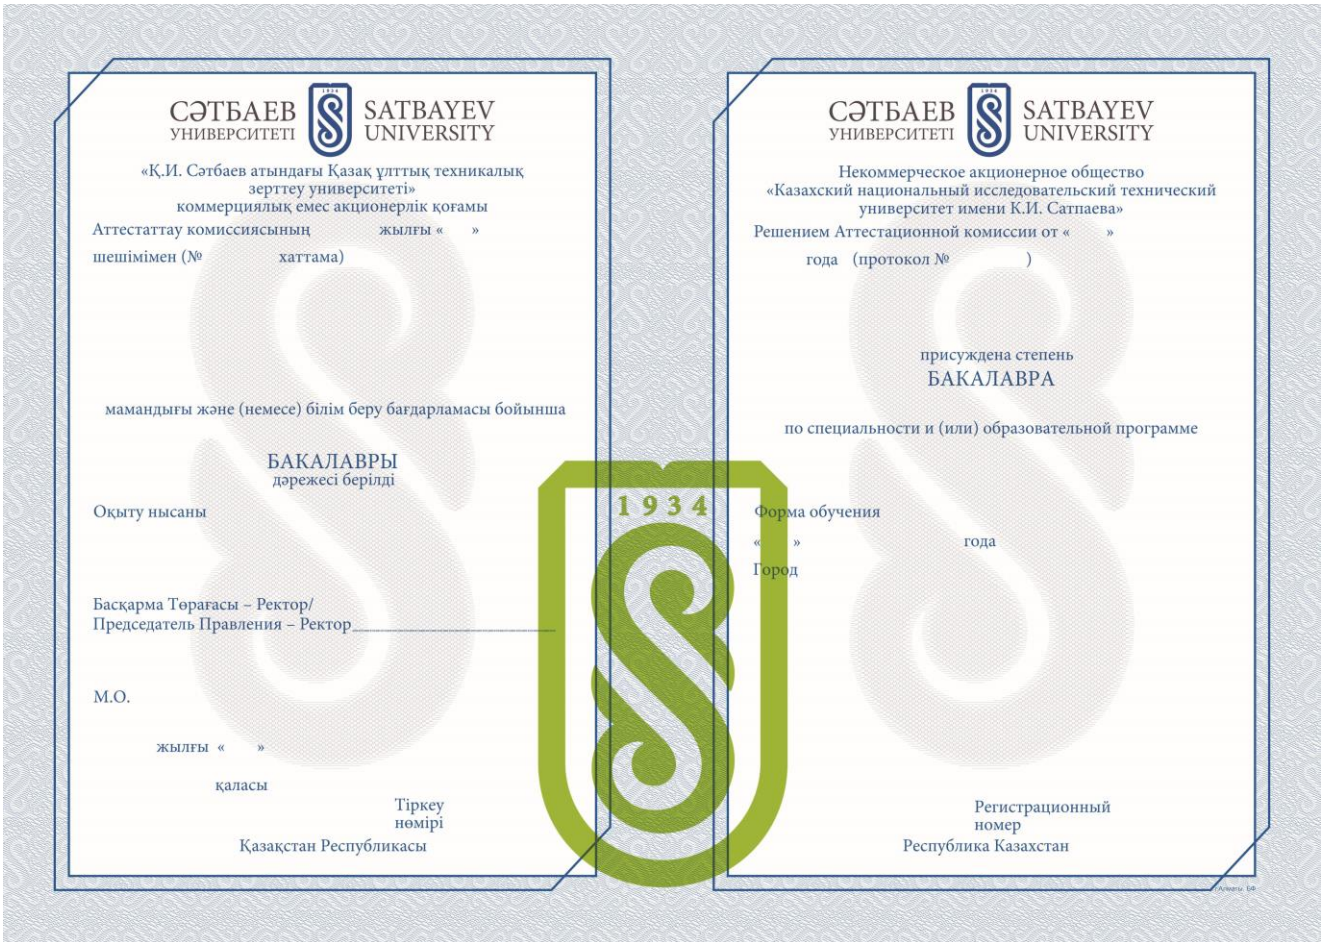 СӘТБАЕВ
УНИВЕРСИТЕТІ
1934
SATBAYEV
UNIVERSITY
«Қ.И. Сәтбаев атындағы Қазақ ұлттық техникалық
зерттеу университеті»
коммерциялық емес акционерлік қоғамы
Аттестаттау комиссиясының жылғы « »
шешімімен (№ хаттама)
мамандығы және (немесе) білім беру бағдарламасы бойынша
БАКАЛАВРЫ
дәрежесі берілді
Оқыту нысаны
Басқарма Төрағасы – Ректор/
Председатель Правления – Ректор
М.О.
жылғы « »
қаласы
Тіркеу
нөмірі
Қазақстан Республикасы
1934
СӘТБАЕВ
УНИВЕРСИТЕТІ
1934
SATBAYEV
UNIVERSITY
Некоммерческое акционерное общество
«Казахский национальный исследовательский технический
университет имени К.И. Сатпаева»
Решением Аттестационной комиссии от « »
года (протокол № )
присуждена степень
БАКАЛАВРА
по специальности и (или) образовательной программе
Форма обучения
« » года
Город
Регистрационный
номер
Республика Казахстан